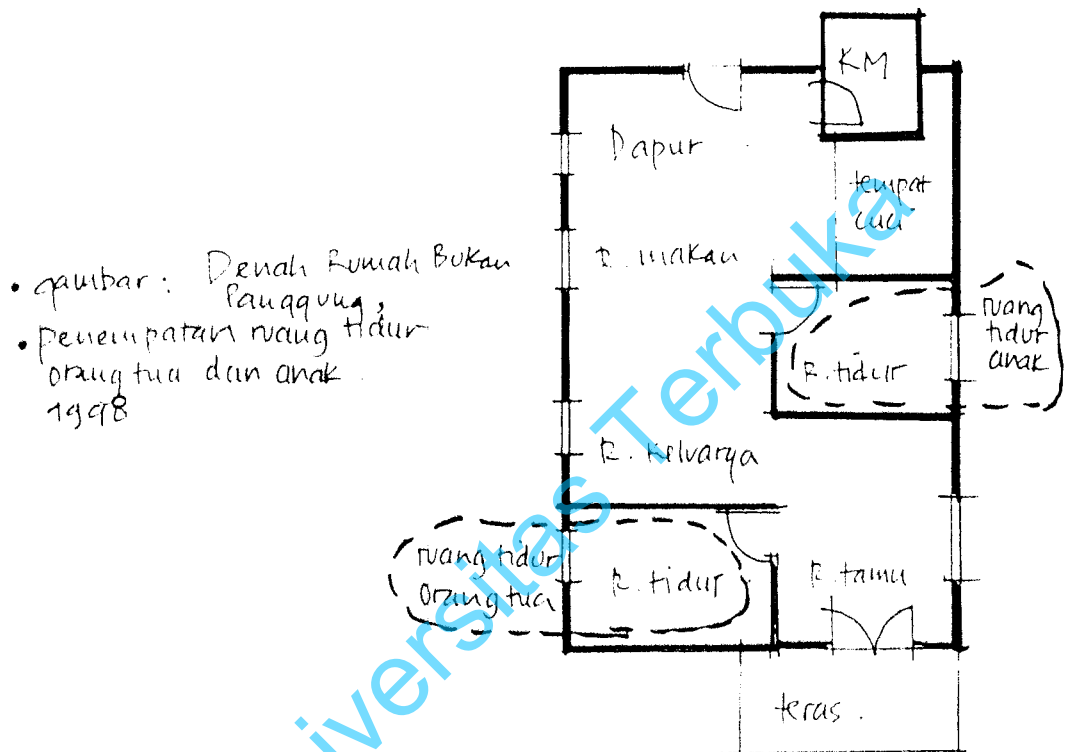 KM
Dapur
tempat
cuci
R. makan
• gambar : Denah Rumah Bukan
Panggung,
• penempatan ruang tidur
orang tua dan anak.
1998
ruang
tidur
anak
R. tidur
R. Keluarga
ruang tidur
orang tua
R. tidur
R. tamu
teras.
iversitas Terbuka